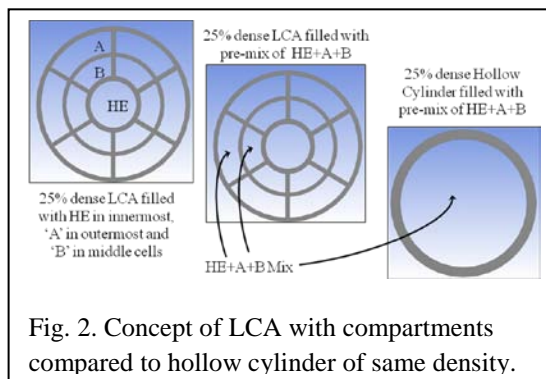 A
B
HE
25% dense LCA filled
with HE in innermost,
'A' in outermost and
'B' in middle cells
25% dense LCA filled with
pre-mix of HE+A+B
HE+A+B Mix
25% dense Hollow
Cylinder filled with
pre-mix of HE+A+B
Fig. 2. Concept of LCA with compartments
compared to hollow cylinder of same density.